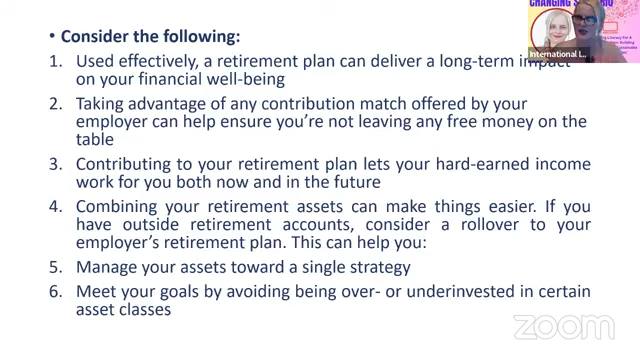 CHANGING
• Consider the following:
1. Used effectively, a retirement plan can deliver a long-term impact
on your financial well-being
2. Taking advantage of any contribution match offered by your
employer can help ensure you're not leaving any free money on the
table
3. Contributing to your retirement plan lets your hard-earned income
work for you both now and in the future
4. Combining your retirement assets can make things easier. If you
have outside retirement accounts, consider a rollover to your
employer's retirement plan. This can help you:
5. Manage your assets toward a single strategy
6. Meet your goals by avoiding being over- or underinvested in certain
asset classes
International
zoom